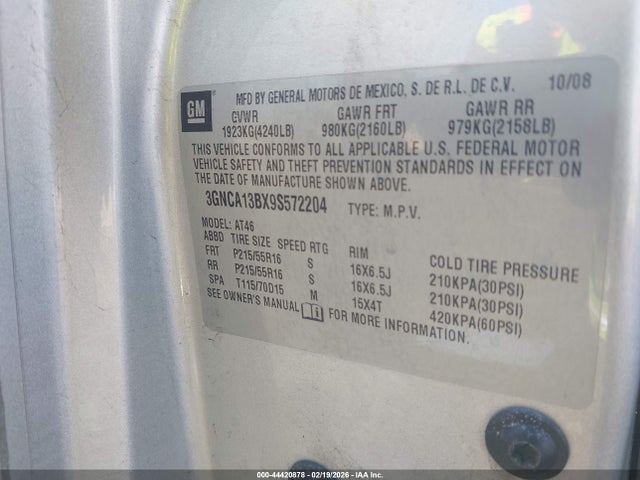 GM
MFD BY GENERAL MOTORS DE MEXICO, S. DE R.L. DE C.V. 10/08
GVWR GAWR FRT GAWR RR
1923KG(4240LB) 980KG(2160LB) 979KG(2158LB)
THIS VEHICLE CONFORMS TO ALL APPLICABLE U.S. FEDERAL MOTOR
VEHICLE SAFETY AND THEFT PREVENTION STANDARDS IN EFFECT ON
THE DATE OF MANUFACTURE SHOWN ABOVE.
3GNCA13BX9S572204 TYPE: M.P.V.
MODEL: AT46
ABBD TIRE SIZE SPEED RTG RIM COLD TIRE PRESSURE
FRT P215/55R16 S 16X6.5J 210KPA(30PSI)
RR P215/55R16 S 16X6.5J 210KPA(30PSI)
SPA T115/70D15 M 15X4T 420KPA(60PSI)
SEE OWNER'S MANUAL FOR MORE INFORMATION.
000-44420878 | 02/19/2026 | IAA Inc.